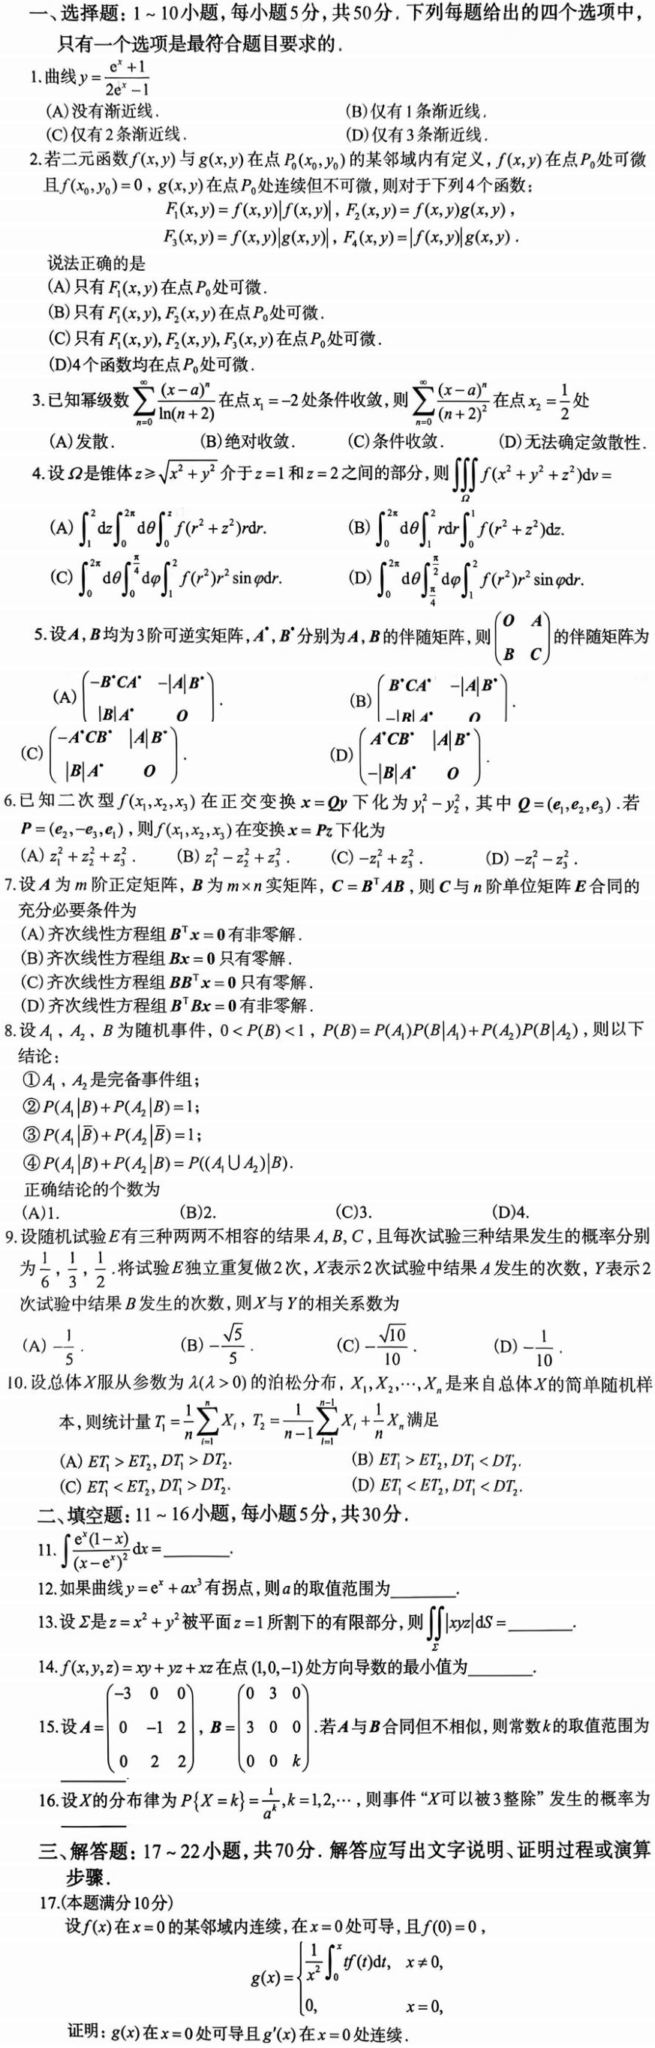 一、选择题：1～10小题，每小题5分，共50分．下列每题给出的四个选项中，
只有一个选项是最符合题目要求的．
1.曲线y=(eˣ+1)/(2eˣ−1)
(A)没有渐近线．　(B)仅有1条渐近线．
(C)仅有2条渐近线．　(D)仅有3条渐近线．
2.若二元函数f(x,y)与g(x,y)在点P₀(x₀,y₀)的某邻域内有定义，f(x,y)在点P₀处可微
且f(x₀,y₀)=0，g(x,y)在点P₀处连续但不可微，则对于下列4个函数：
F₁(x,y)=f(x,y)|f(x,y)|，F₂(x,y)=f(x,y)g(x,y)，
F₃(x,y)=f(x,y)|g(x,y)|，F₄(x,y)=|f(x,y)|g(x,y)．
说法正确的是
(A)只有F₁(x,y)在点P₀处可微．
(B)只有F₁(x,y),F₂(x,y)在点P₀处可微．
(C)只有F₁(x,y),F₂(x,y),F₃(x,y)在点P₀处可微．
(D)4个函数均在点P₀处可微．
3.已知幂级数∑_{n=0}^{∞} (x−a)ⁿ/ln(n+2)在点x₁=−2处条件收敛，则∑_{n=0}^{∞} (x−a)ⁿ/(n+2)²在点x₂=1/2处
(A)发散．　(B)绝对收敛．　(C)条件收敛．　(D)无法确定敛散性．
4.设Ω是锥体z≥√(x²+y²)介于z=1和z=2之间的部分，则∭_Ω f(x²+y²+z²)dv=
(A)∫₁²dz∫₀^{2π}dθ∫₀^z f(r²+z²)rdr.　(B)∫₀^{2π}dθ∫₁²rdr∫₀¹f(r²+z²)dz.
(C)∫₀^{2π}dθ∫₀^{π/4}dφ∫₁²f(r²)r²sinφdr.　(D)∫₀^{2π}dθ∫_{π/4}^{π/2}dφ∫₁²f(r²)r²sinφdr.
5.设A,B均为3阶可逆实矩阵，A*,B*分别为A,B的伴随矩阵，则(O A; B C)的伴随矩阵为
(A)(−B*CA* −|A|B*; |B|A* O)．　(B)(B*CA* −|A|B*; −|B|A* O)．
(C)(−A*CB* |A|B*; |B|A* O)．　(D)(A*CB* |A|B*; −|B|A* O)．
6.已知二次型f(x₁,x₂,x₃)在正交变换x=Qy下化为y₁²−y₂²，其中Q=(e₁,e₂,e₃)．若
P=(e₂,−e₃,e₁)，则f(x₁,x₂,x₃)在变换x=Pz下化为
(A)z₁²+z₂²+z₃²．　(B)z₁²−z₂²+z₃²．　(C)−z₁²+z₃²．　(D)−z₁²−z₃²．
7.设A为m阶正定矩阵，B为m×n实矩阵，C=BᵀAB，则C与n阶单位矩阵E合同的
充分必要条件为
(A)齐次线性方程组Bᵀx=0有非零解．
(B)齐次线性方程组Bx=0只有零解．
(C)齐次线性方程组BBᵀx=0只有零解．
(D)齐次线性方程组BᵀBx=0有非零解．
8.设A₁，A₂，B为随机事件，0<P(B)<1，P(B)=P(A₁)P(B|A₁)+P(A₂)P(B|A₂)，则以下
结论：
①A₁，A₂是完备事件组；
②P(A₁|B)+P(A₂|B)=1；
③P(A₁|B̄)+P(A₂|B̄)=1；
④P(A₁|B)+P(A₂|B)=P((A₁∪A₂)|B).
正确结论的个数为
(A)1.　(B)2.　(C)3.　(D)4.
9.设随机试验E有三种两两不相容的结果A,B,C，且每次试验三种结果发生的概率分别
为1/6，1/3，1/2．将试验E独立重复做2次，X表示2次试验中结果A发生的次数，Y表示2
次试验中结果B发生的次数，则X与Y的相关系数为
(A)−1/5．　(B)−√5/5．　(C)−√10/10．　(D)−1/10．
10.设总体X服从参数为λ(λ>0)的泊松分布，X₁,X₂,⋯,Xₙ是来自总体X的简单随机样
本，则统计量T₁=(1/n)∑_{i=1}^{n}Xᵢ，T₂=(1/(n−1))∑_{i=1}^{n−1}Xᵢ+(1/n)Xₙ满足
(A)ET₁>ET₂,DT₁>DT₂.　(B)ET₁>ET₂,DT₁<DT₂.
(C)ET₁<ET₂,DT₁>DT₂.　(D)ET₁<ET₂,DT₁<DT₂.
二、填空题：11～16小题，每小题5分，共30分．
11.∫eˣ(1−x)/(x−eˣ)² dx=______.
12.如果曲线y=eˣ+ax³有拐点，则a的取值范围为______.
13.设Σ是z=x²+y²被平面z=1所割下的有限部分，则∬_Σ|xyz|dS=______.
14.f(x,y,z)=xy+yz+xz在点(1,0,−1)处方向导数的最小值为______.
15.设A=(−3 0 0; 0 −1 2; 0 2 2)，B=(0 3 0; 3 0 0; 0 0 k)．若A与B合同但不相似，则常数k的取值范围为
______.
16.设X的分布律为P{X=k}=1/aᵏ,k=1,2,⋯，则事件“X可以被3整除”发生的概率为
______
三、解答题：17～22小题，共70分．解答应写出文字说明、证明过程或演算
步骤．
17.(本题满分10分)
设f(x)在x=0的某邻域内连续，在x=0处可导，且f(0)=0，
g(x)={(1/x²)∫₀ˣtf(t)dt, x≠0,
0, x=0,
证明：g(x)在x=0处可导且g′(x)在x=0处连续．